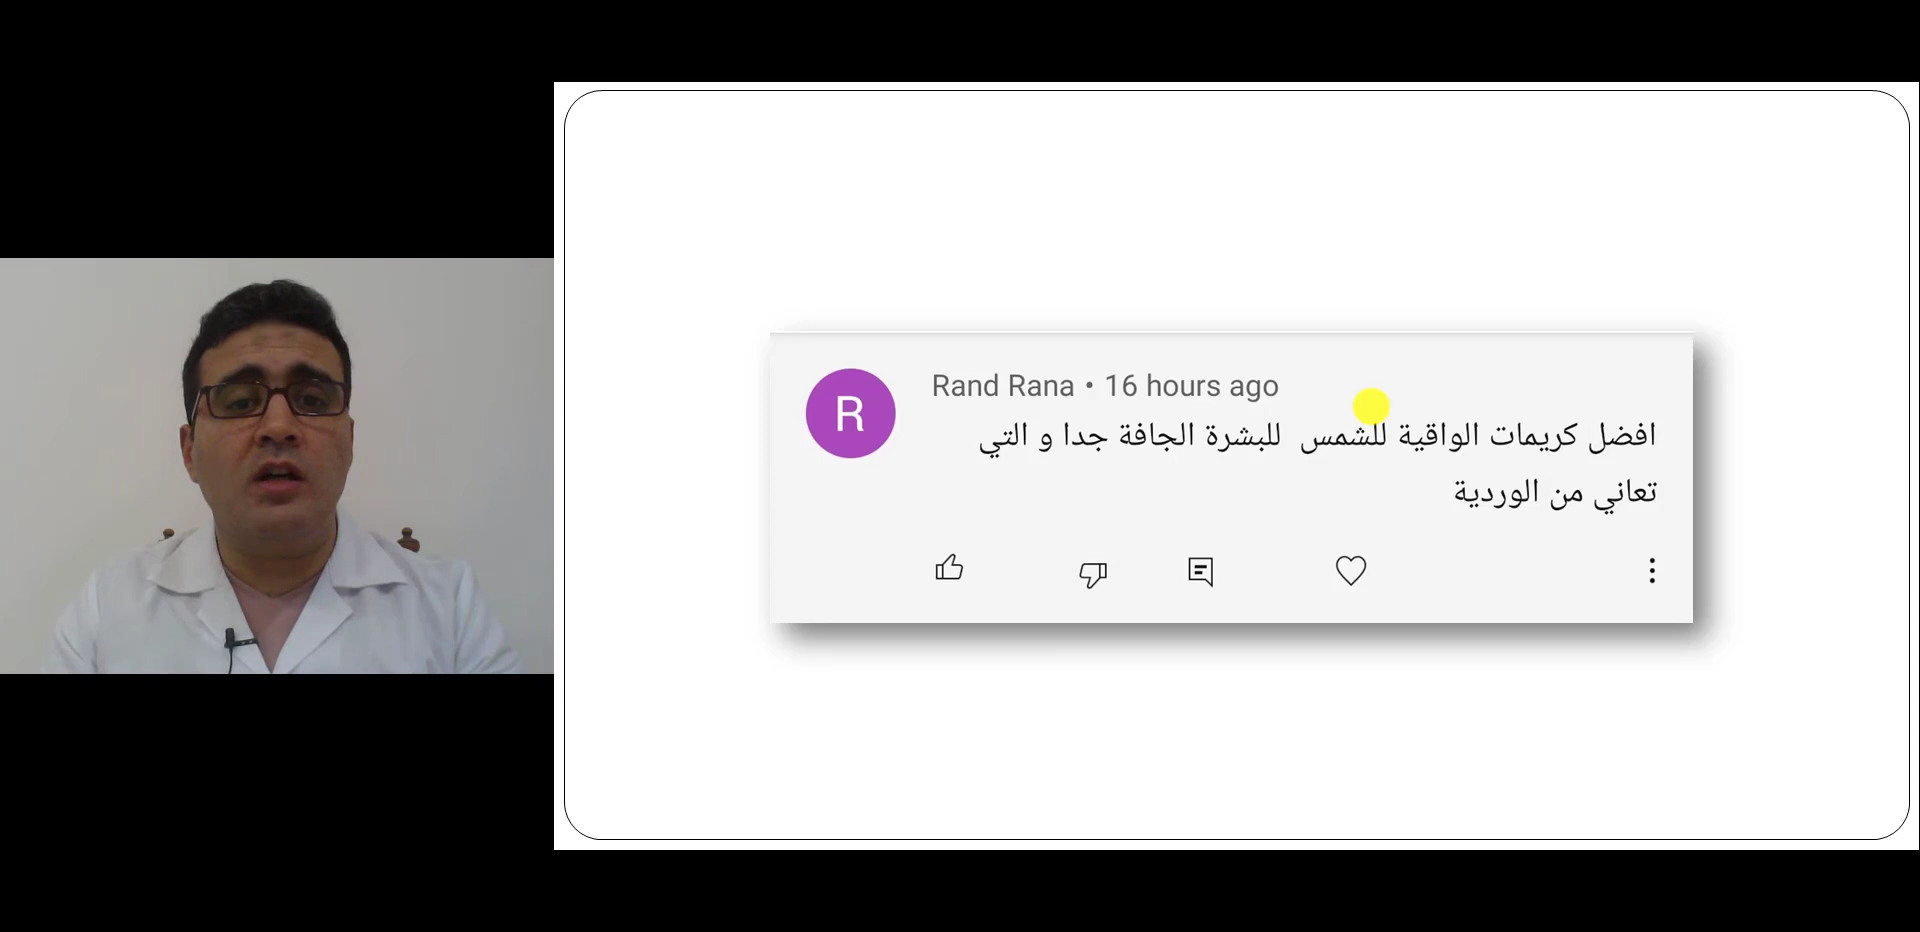 R
Rand Rana • 16 hours ago
افضل كريمات الواقية للشمس للبشرة الجافة جدا و التي
تعاني من الوردية